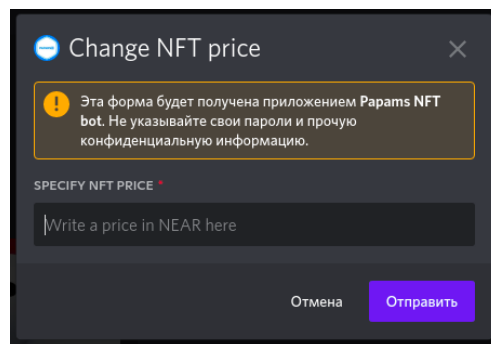 Change NFT price
Эта форма будет получена приложением Papams NFT
bot. Не указывайте свои пароли и прочую
конфиденциальную информацию.
SPECIFY NFT PRICE *
Write a price in NEAR here
Отмена
Отправить